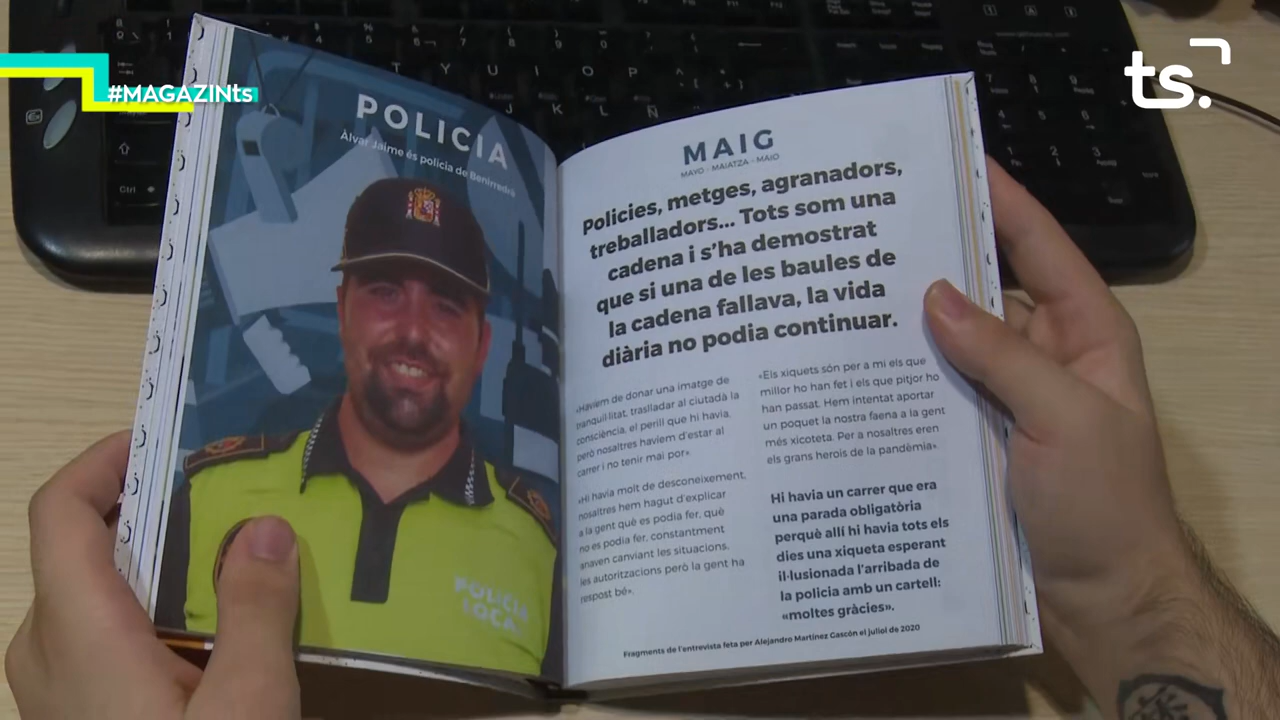 #MAGAZINts
ts.
POLICIA
Àlvar Jaime és policia de Benirredrà
POLICIA
LOCAL
MAIG
MAYO - MAIATZA - MAIO
Policies, metges, agranadors,
treballadors... Tots som una
cadena i s'ha demostrat
que si una de les baules de
la cadena fallava, la vida
diària no podia continuar.
«Havíem de donar una imatge de
tranquil·litat, traslladar al ciutadà la
consciència, el perill que hi havia,
però nosaltres havíem d'estar al
carrer i no tenir mai por».
«Hi havia molt de desconeixement,
nosaltres hem hagut d'explicar
a la gent què es podia fer, què
no es podia fer, constantment
anaven canviant les situacions,
les autoritzacions però la gent ha
respost bé».
«Els xiquets són per a mi els que
millor ho han fet i els que pitjor ho
han passat. Hem intentat aportar
un poquet la nostra faena a la gent
més xicoteta. Per a nosaltres eren
els grans herois de la pandèmia».
Hi havia un carrer que era
una parada obligatòria
perquè allí hi havia tots els
dies una xiqueta esperant
il·lusionada l'arribada de
la policia amb un cartell:
«moltes gràcies».
Fragments de l'entrevista feta per Alejandro Martínez Gascón el juliol de 2020
T Y U I O P
J K L Ñ
Ctrl